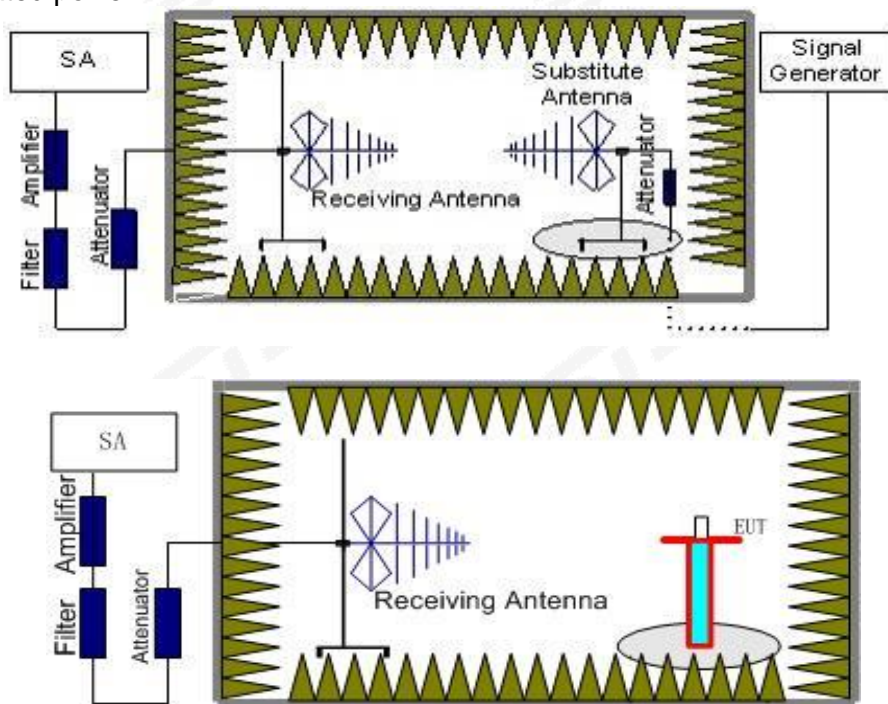 SA
Signal
Generator
Substitute
Antenna
Amplifier
Attenuator
Attenuator
Receiving Antenna
Filter
SA
Amplifier
EUT
Receiving Antenna
Filter
Attenuator